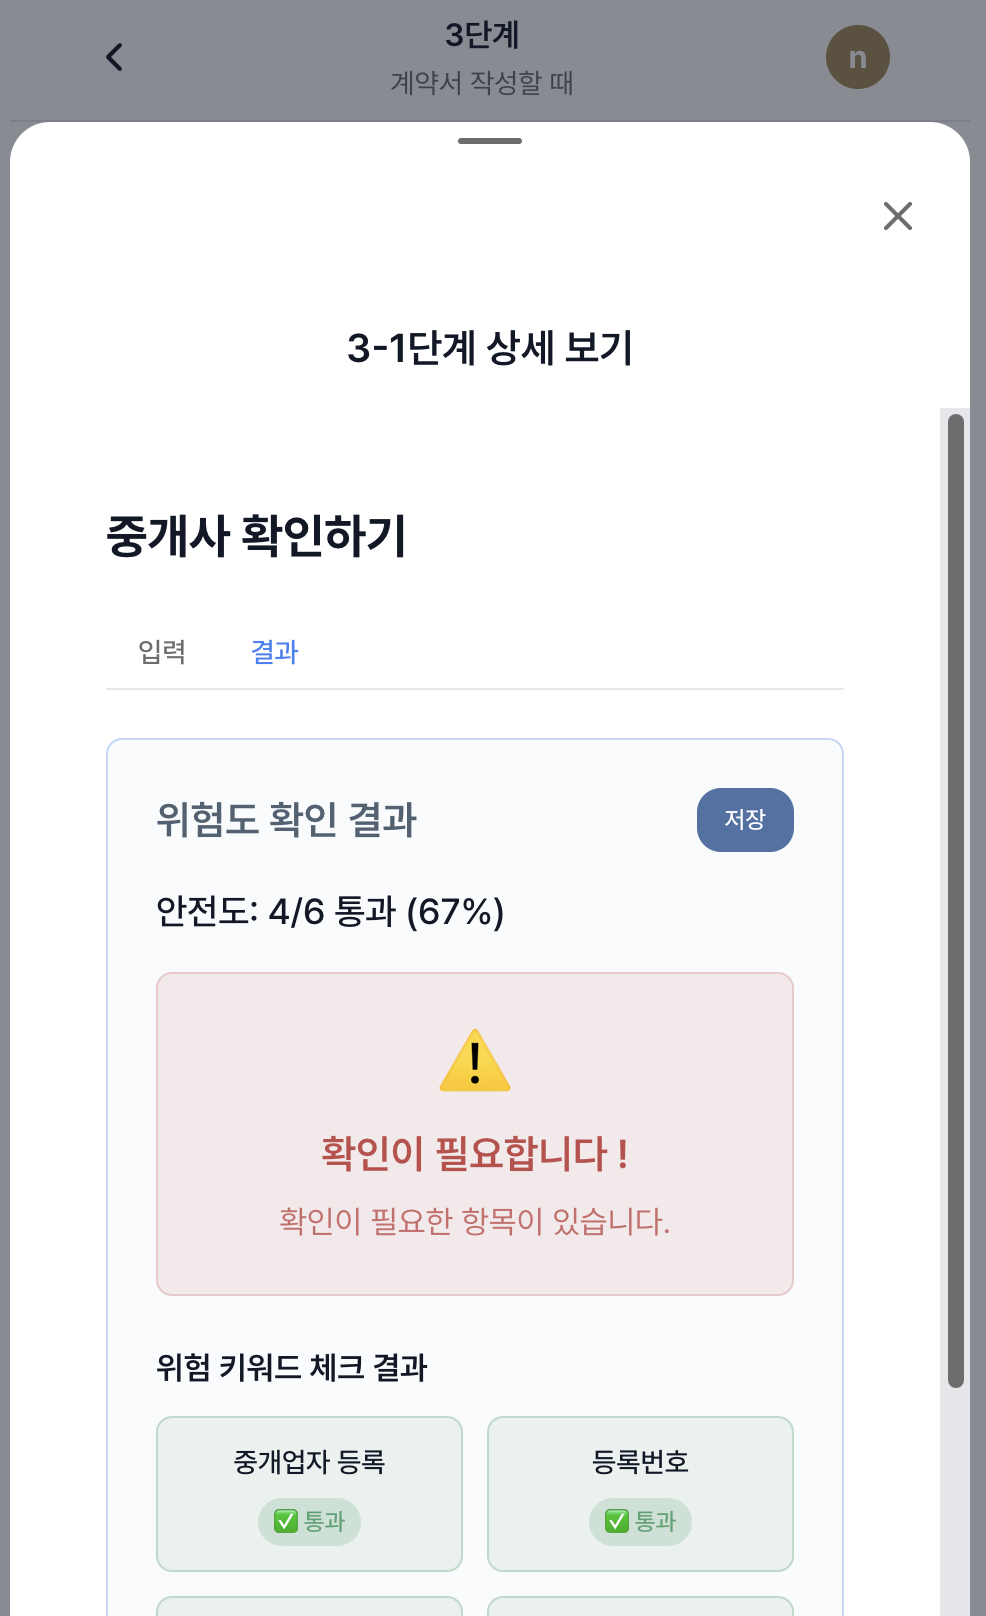 3단계
계약서 작성할 때
n
3-1단계 상세 보기
중개사 확인하기
입력
결과
위험도 확인 결과
저장
안전도: 4/6 통과 (67%)
확인이 필요합니다 !
확인이 필요한 항목이 있습니다.
위험 키워드 체크 결과
중개업자 등록
등록번호
✅ 통과
✅ 통과